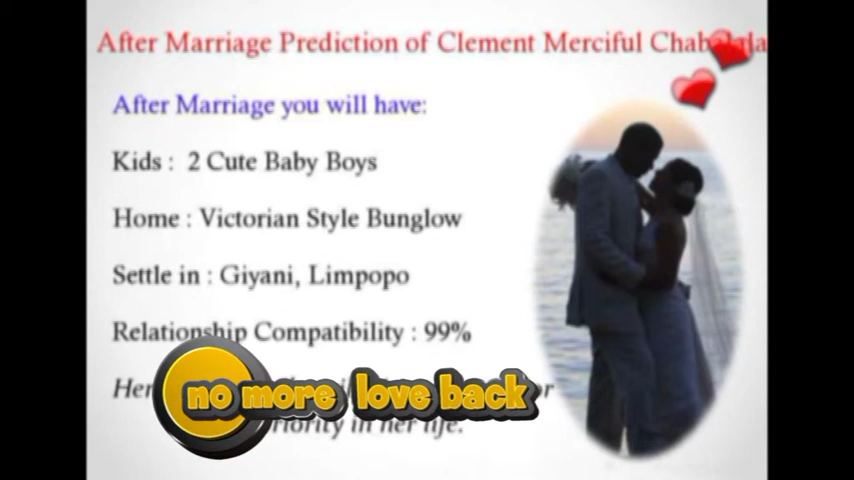 After Marriage Prediction of Clement Merciful Chabalala
After Marriage you will have:
Kids : 2 Cute Baby Boys
Home : Victorian Style Bunglow
Settle in : Giyani, Limpopo
Relationship Compatibility : 99%
no more love back
in her life.